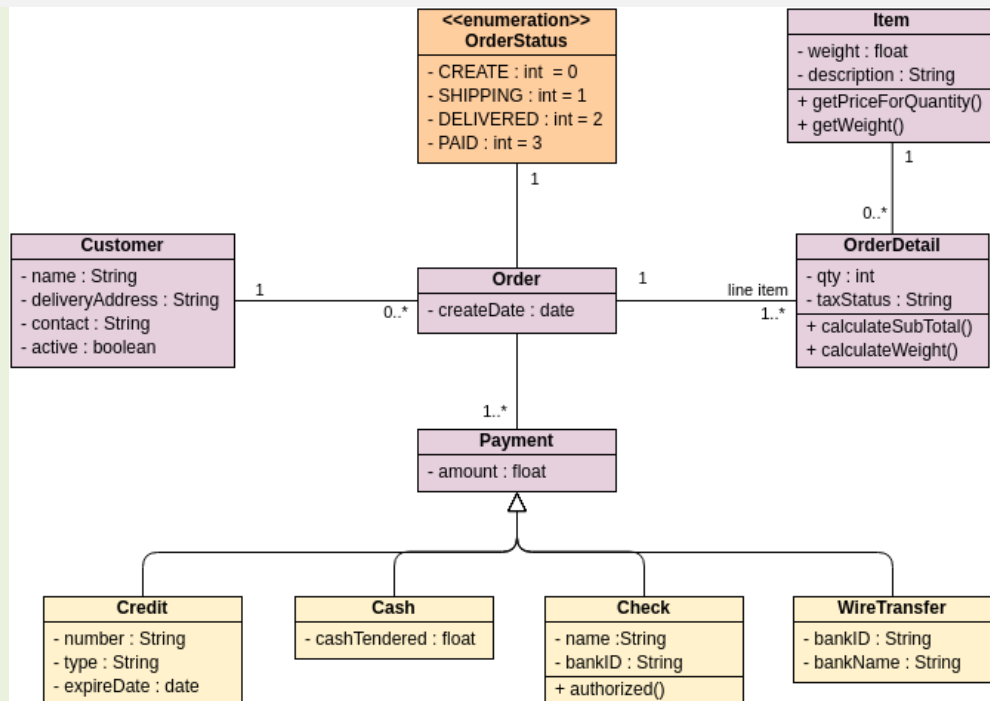 <<enumeration>>
OrderStatus
- CREATE : int  = 0
- SHIPPING : int = 1
- DELIVERED : int = 2
- PAID : int = 3
1
Item
- weight : float
- description : String
+ getPriceForQuantity()
+ getWeight()
1
0..*
Customer
- name : String
- deliveryAddress : String
- contact : String
- active : boolean
1
0..*
Order
- createDate : date
1
line item
1..*
OrderDetail
- qty : int
- taxStatus : String
+ calculateSubTotal()
+ calculateWeight()
1..*
Payment
- amount : float
Credit
- number : String
- type : String
- expireDate : date
Cash
- cashTendered : float
Check
- name :String
- bankID : String
+ authorized()
WireTransfer
- bankID : String
- bankName : String